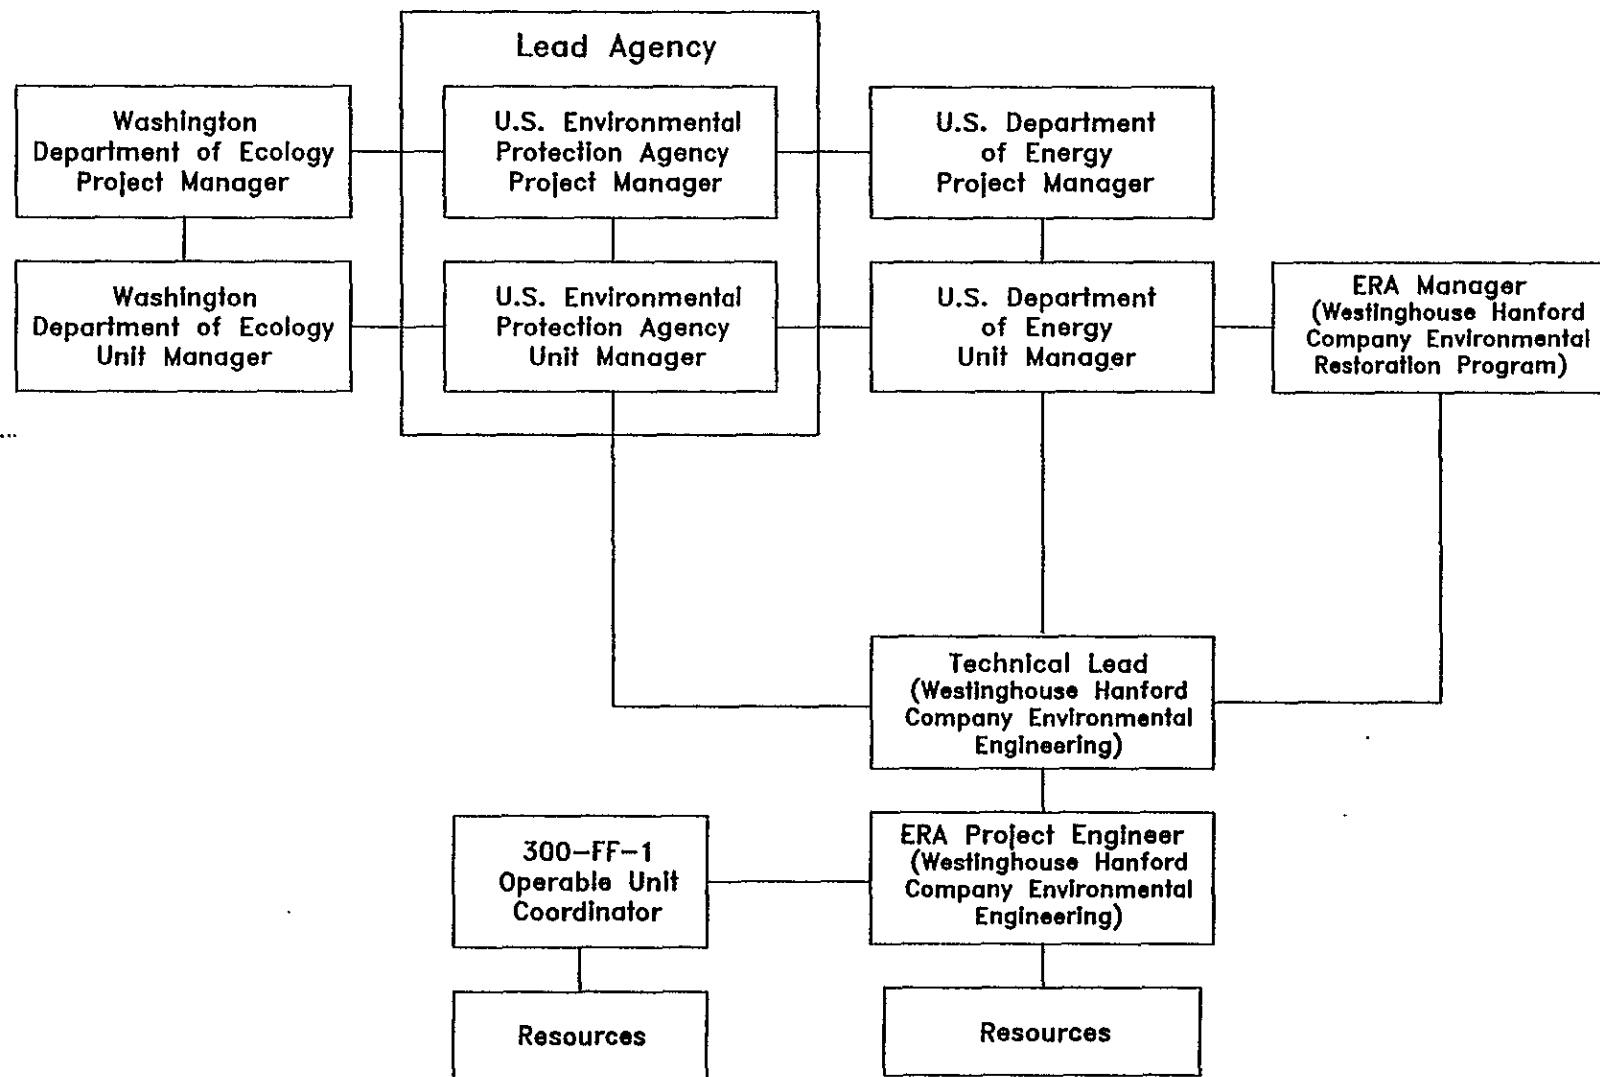 Lead Agency
Washington
Department of Ecology
Project Manager
U.S. Environmental
Protection Agency
Project Manager
U.S. Department
of Energy
Project Manager
Washington
Department of Ecology
Unit Manager
U.S. Environmental
Protection Agency
Unit Manager
U.S. Department
of Energy
Unit Manager
ERA Manager
(Westinghouse Hanford
Company Environmental
Restoration Program)
Technical Lead
(Westinghouse Hanford
Company Environmental
Engineering)
300-FF-1
Operable Unit
Coordinator
ERA Project Engineer
(Westinghouse Hanford
Company Environmental
Engineering)
Resources
Resources